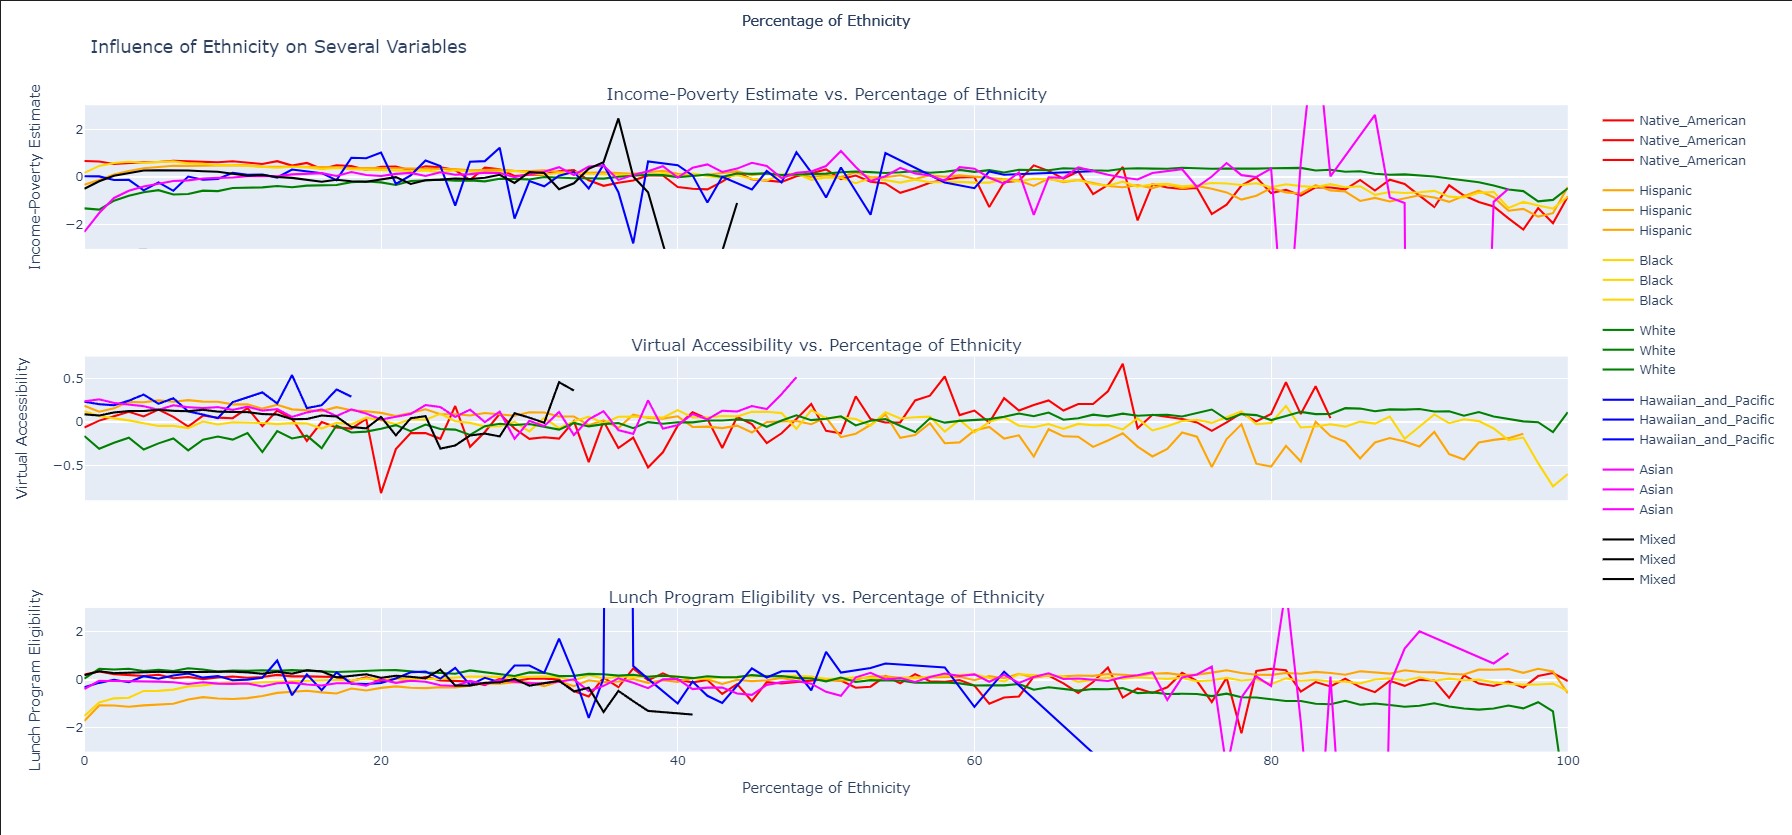 Percentage of Ethnicity
Influence of Ethnicity on Several Variables
Income-Poverty Estimate vs. Percentage of Ethnicity
Income-Poverty Estimate
2
0
−2
Virtual Accessibility vs. Percentage of Ethnicity
Virtual Accessibility
0.5
0
−0.5
Lunch Program Eligibility vs. Percentage of Ethnicity
Lunch Program Eligibility
2
0
−2
0 20 40 60 80 100
Percentage of Ethnicity
Native_American
Native_American
Native_American
Hispanic
Hispanic
Hispanic
Black
Black
Black
White
White
White
Hawaiian_and_Pacific
Hawaiian_and_Pacific
Hawaiian_and_Pacific
Asian
Asian
Asian
Mixed
Mixed
Mixed